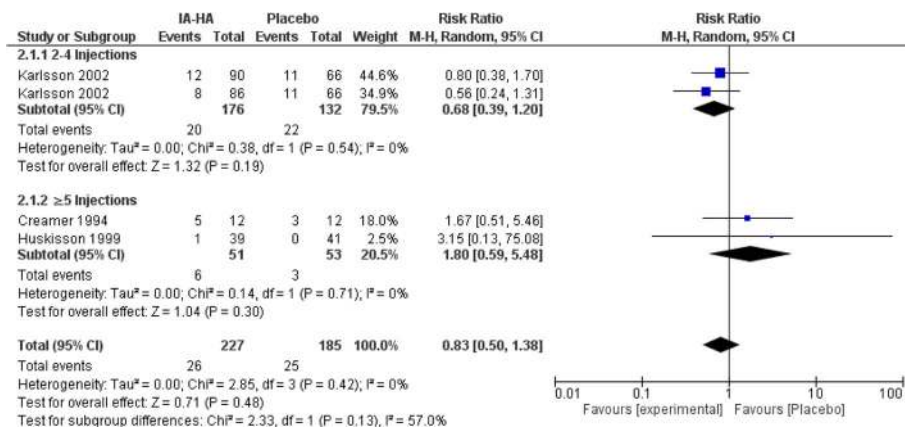 IA-HA Placebo Risk Ratio Risk Ratio
Study or Subgroup Events Total Events Total Weight M-H, Random, 95% CI M-H, Random, 95% CI
2.1.1 2-4 Injections
Karlsson 2002 12 90 11 66 44.6% 0.80 [0.38, 1.70]
Karlsson 2002 8 86 11 66 34.9% 0.56 [0.24, 1.31]
Subtotal (95% CI) 176 132 79.5% 0.68 [0.39, 1.20]
Total events 20 22
Heterogeneity: Tau² = 0.00; Chi² = 0.38, df = 1 (P = 0.54); I² = 0%
Test for overall effect: Z = 1.32 (P = 0.19)
2.1.2 ≥5 Injections
Creamer 1994 5 12 3 12 18.0% 1.67 [0.51, 5.46]
Huskisson 1999 1 39 0 41 2.5% 3.15 [0.13, 75.08]
Subtotal (95% CI) 51 53 20.5% 1.80 [0.59, 5.48]
Total events 6 3
Heterogeneity: Tau² = 0.00; Chi² = 0.14, df = 1 (P = 0.71); I² = 0%
Test for overall effect: Z = 1.04 (P = 0.30)
Total (95% CI) 227 185 100.0% 0.83 [0.50, 1.38]
Total events 26 25
Heterogeneity: Tau² = 0.00; Chi² = 2.85, df = 3 (P = 0.42); I² = 0%
Test for overall effect: Z = 0.71 (P = 0.48)
Test for subgroup differences: Chi² = 2.33, df = 1 (P = 0.13), I² = 57.0%
0.01 0.1 1 10 100
Favours [experimental] Favours [Placebo]